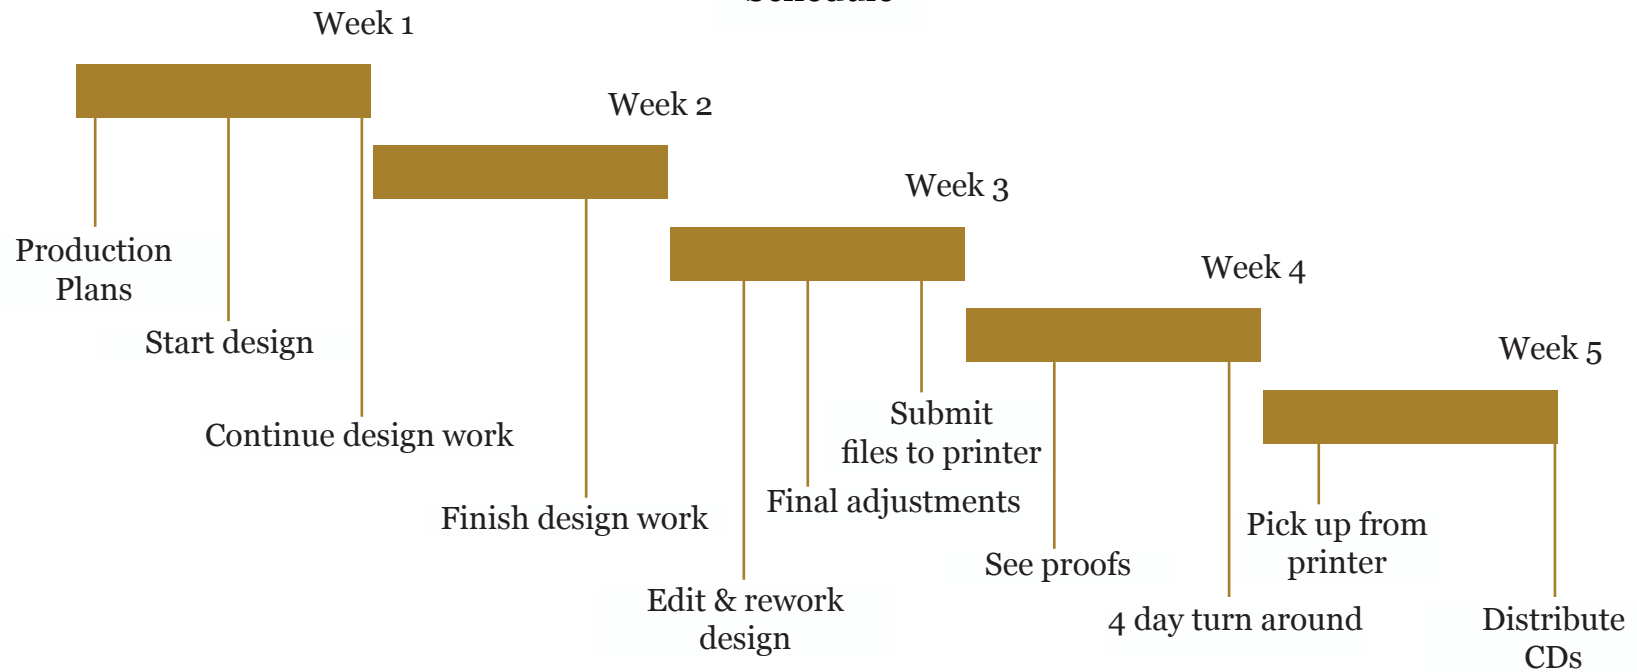 Schedule
Week 1
Week 2
Week 3
Week 4
Week 5
Production
Plans
Start design
Continue design work
Finish design work
Edit & rework
design
Final adjustments
Submit
files to printer
See proofs
4 day turn around
Pick up from
printer
Distribute
CDs